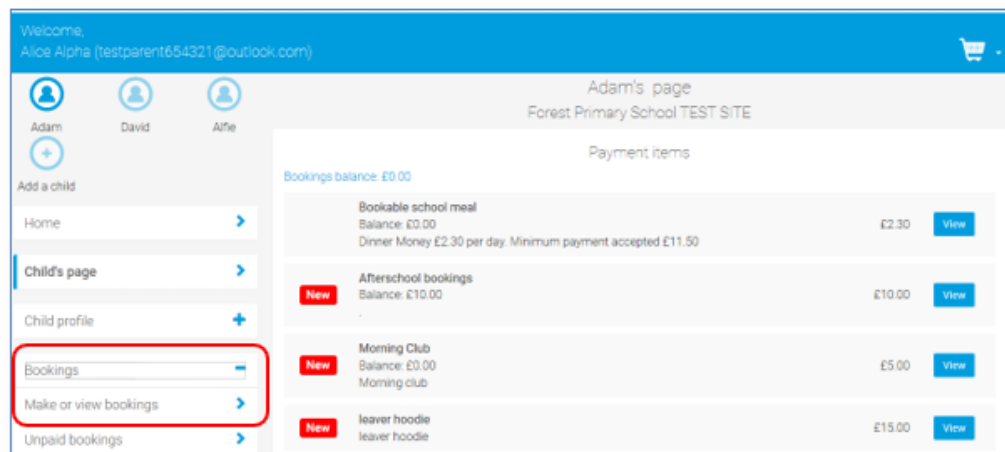 Welcome,
Alice Alpha (testparent654321@outlook.com)
Adam
David
Alfie
Add a child
Home
Child's page
Child profile
Bookings
Make or view bookings
Unpaid bookings
Adam's page
Forest Primary School TEST SITE
Payment items
Bookings balance: £0.00
Bookable school meal
Balance: £0.00
Dinner Money £2.30 per day. Minimum payment accepted £11.50
£2.30
View
New
Afterschool bookings
Balance: £10.00
.
£10.00
View
New
Morning Club
Balance: £0.00
Morning club
£5.00
View
New
leaver hoodie
leaver hoodie
£15.00
View